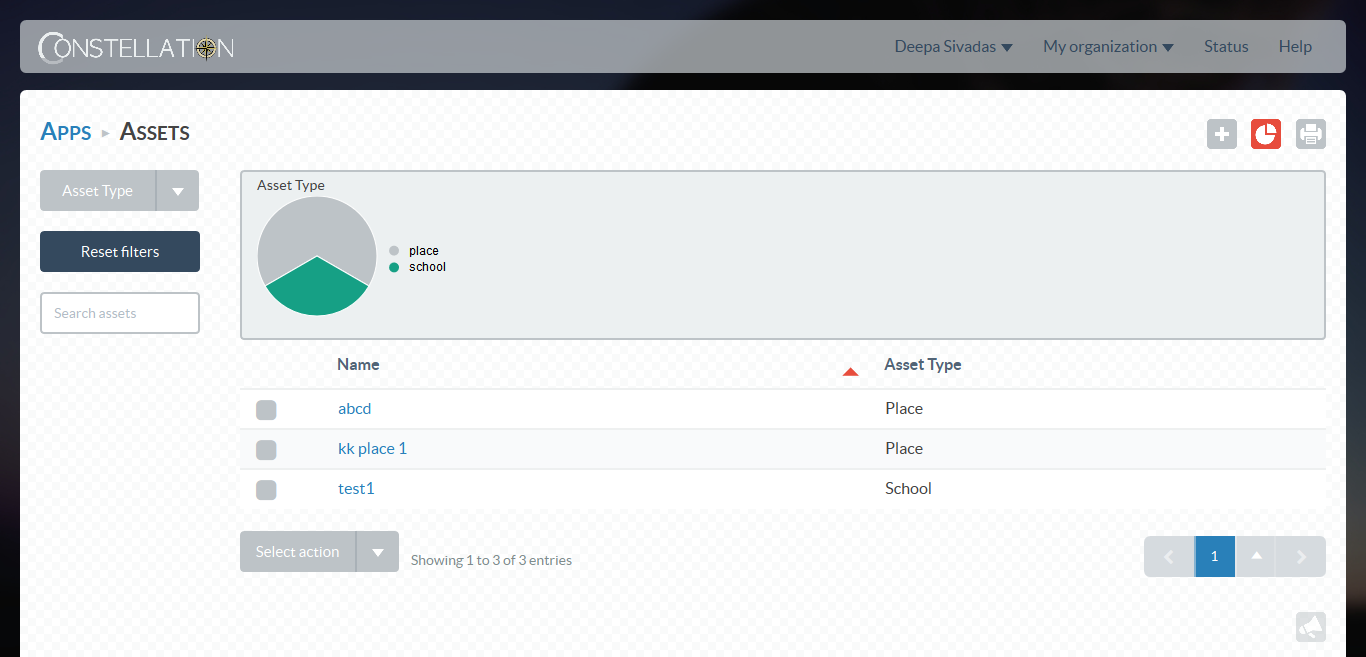 CONSTELLATION
Deepa Sivadas My organization Status Help
APPS ASSETS
Asset Type
Reset filters
Search assets
Asset Type
place
school
Name Asset Type
abcd Place
kk place 1 Place
test1 School
Select action
Showing 1 to 3 of 3 entries
1